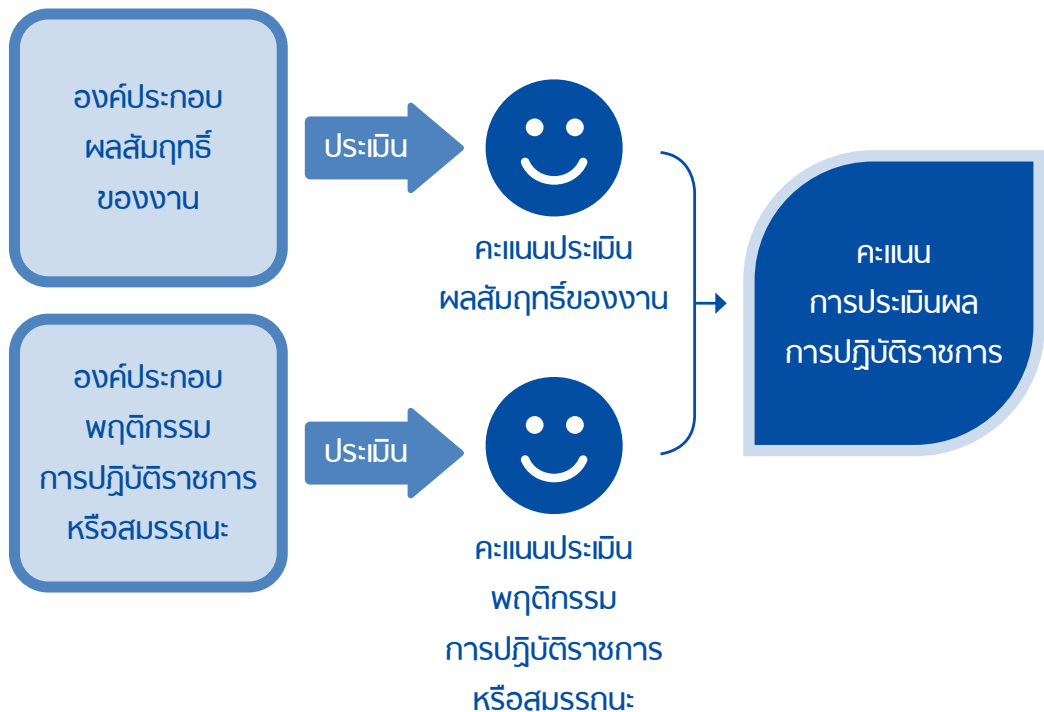 องค์ประกอบ
ผลสัมฤทธิ์
ของงาน
ประเมิน
คะแนนประเมิน
ผลสัมฤทธิ์ของงาน
องค์ประกอบ
พฤติกรรม
การปฏิบัติราชการ
หรือสมรรถนะ
ประเมิน
คะแนนประเมิน
พฤติกรรม
การปฏิบัติราชการ
หรือสมรรถนะ
คะแนน
การประเมินผล
การปฏิบัติราชการ